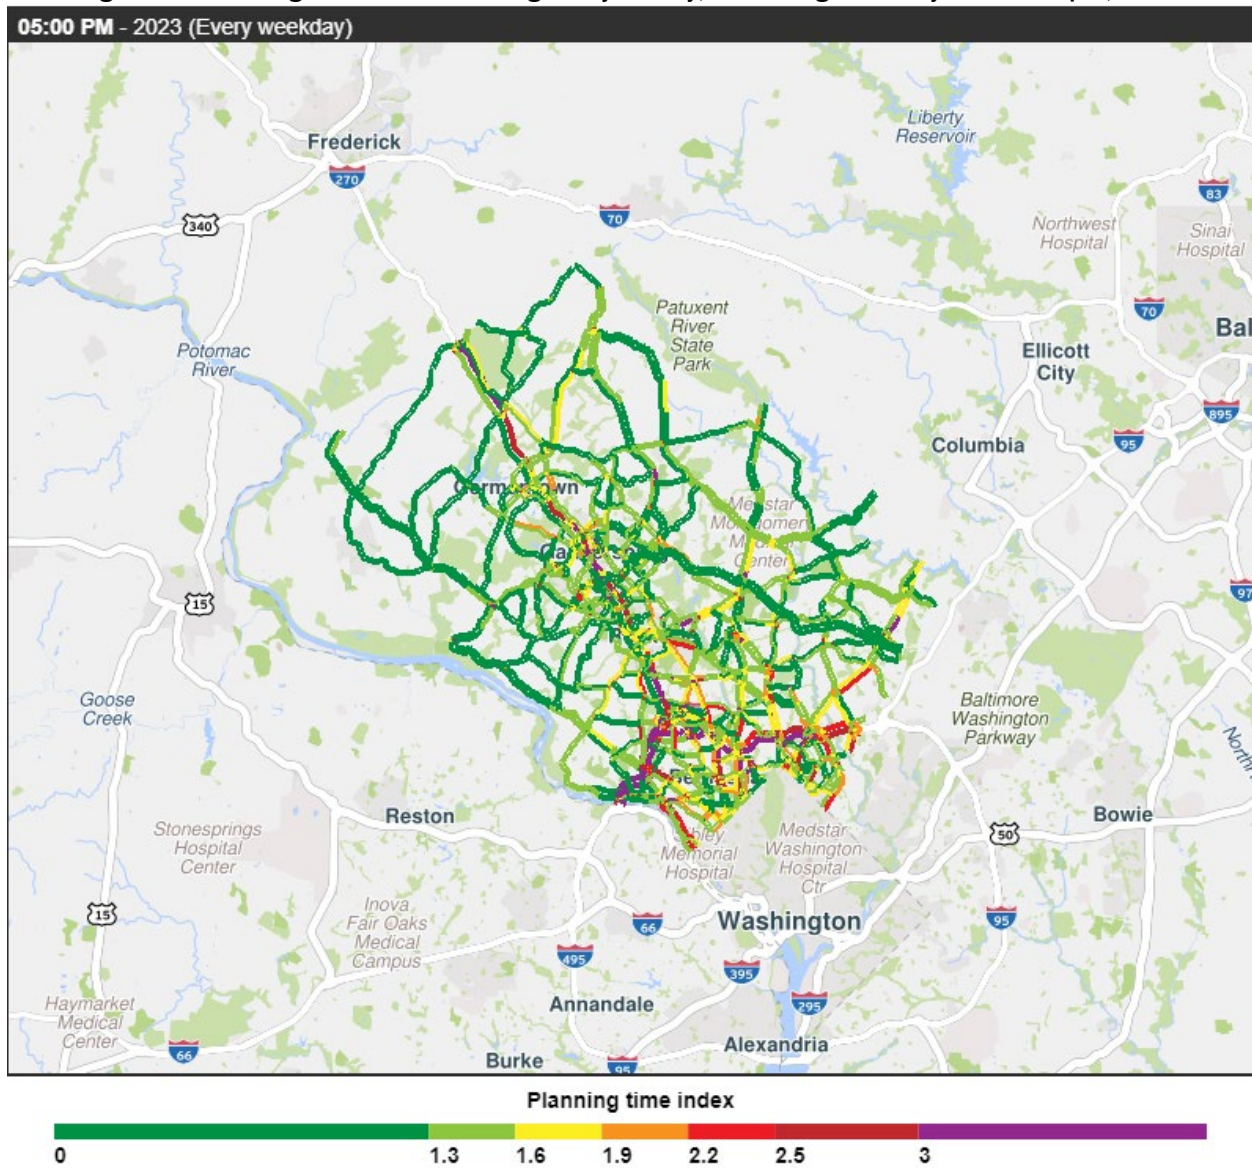 05:00 PM - 2023 (Every weekday)
Frederick
270
340
70
Liberty
Reservoir
83
Northwest
Hospital
Sinai
Hospital
70
Patuxent
River
State
Park
Bal
Potomac
River
Ellicott
City
895
Columbia
95
97
15
Goose
Creek
Baltimore
Washington
Parkway
Reston
Bowie
Stonesprings
Hospital
Center
50
Memorial
Hospital
Medstar
Washington
Hospital
Ctr
15
Inova
Fair Oaks
Medical
Campus
66
Washington
95
495
395
Annandale
295
Haymarket
Medical
Center
66
Burke
95
Alexandria
Planning time index
0 1.3 1.6 1.9 2.2 2.5 3